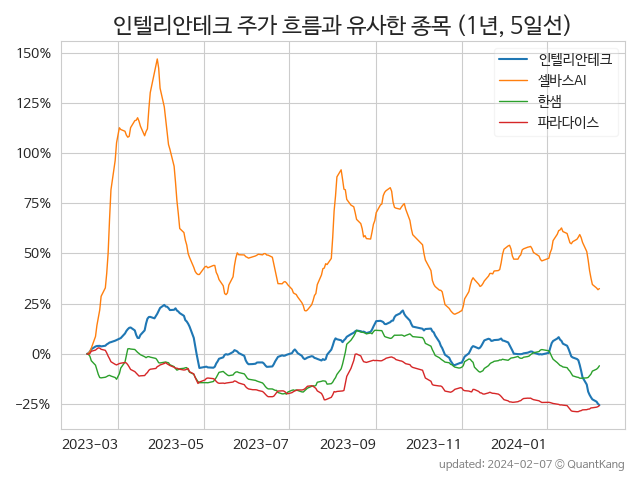 인텔리안테크 주가 흐름과 유사한 종목 (1년, 5일선)
150%
125%
100%
75%
50%
25%
0%
−25%
인텔리안테크
셀바스AI
한샘
파라다이스
2023-03
2023-05
2023-07
2023-09
2023-11
2024-01
updated: 2024-02-07 © QuantKang